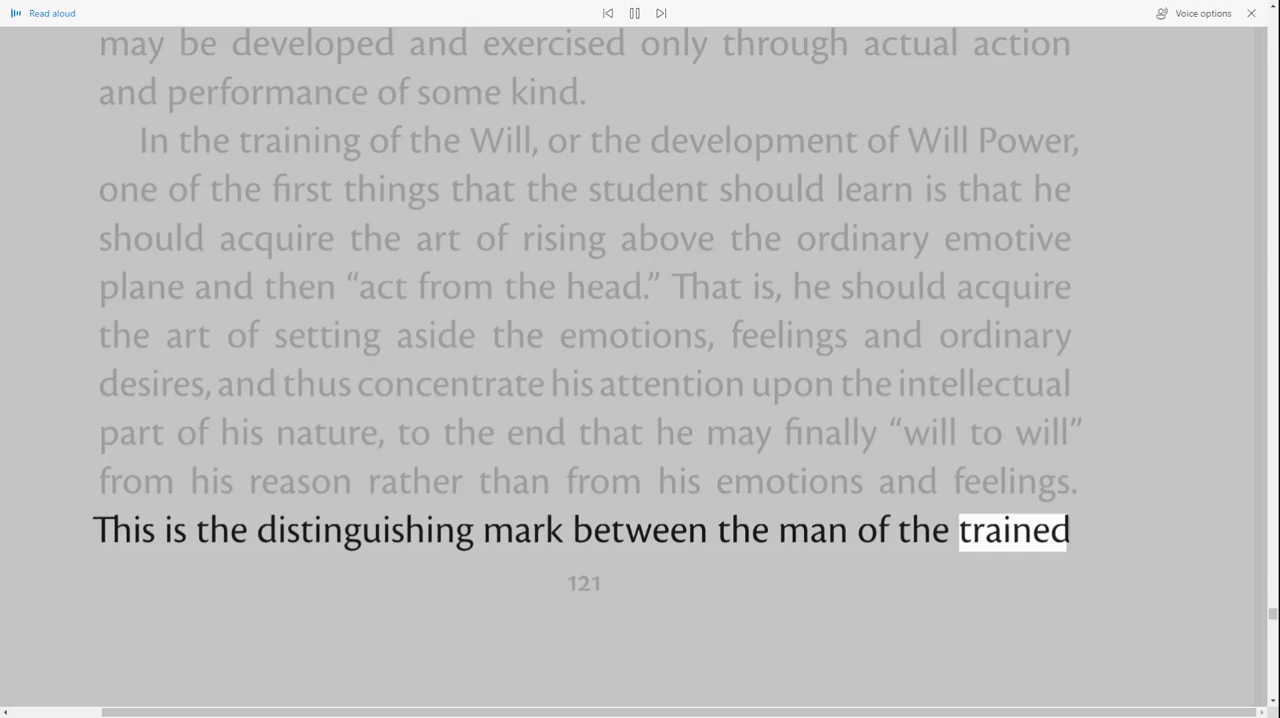 Read aloud
Voice options
may be developed and exercised only through actual action
and performance of some kind.
In the training of the Will, or the development of Will Power,
one of the first things that the student should learn is that he
should acquire the art of rising above the ordinary emotive
plane and then “act from the head.” That is, he should acquire
the art of setting aside the emotions, feelings and ordinary
desires, and thus concentrate his attention upon the intellectual
part of his nature, to the end that he may finally “will to will”
from his reason rather than from his emotions and feelings.
This is the distinguishing mark between the man of the trained
121